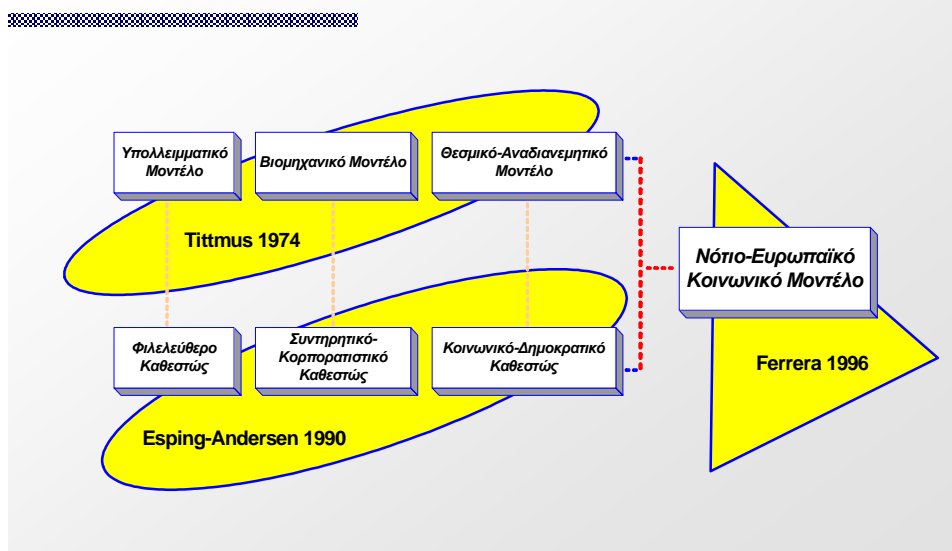 Υπολλειμματικό
Μοντέλο
Βιομηχανικό Μοντέλο
Θεσμικό-Αναδιανεμητικό
Μοντέλο
Tittmus 1974
Νότιο-Ευρωπαϊκό
Κοινωνικό Μοντέλο
Φιλελεύθερο
Καθεστώς
Συντηρητικό-
Κορπορατιστικό
Καθεστώς
Κοινωνικό-Δημοκρατικό
Καθεστώς
Ferrera 1996
Esping-Andersen 1990